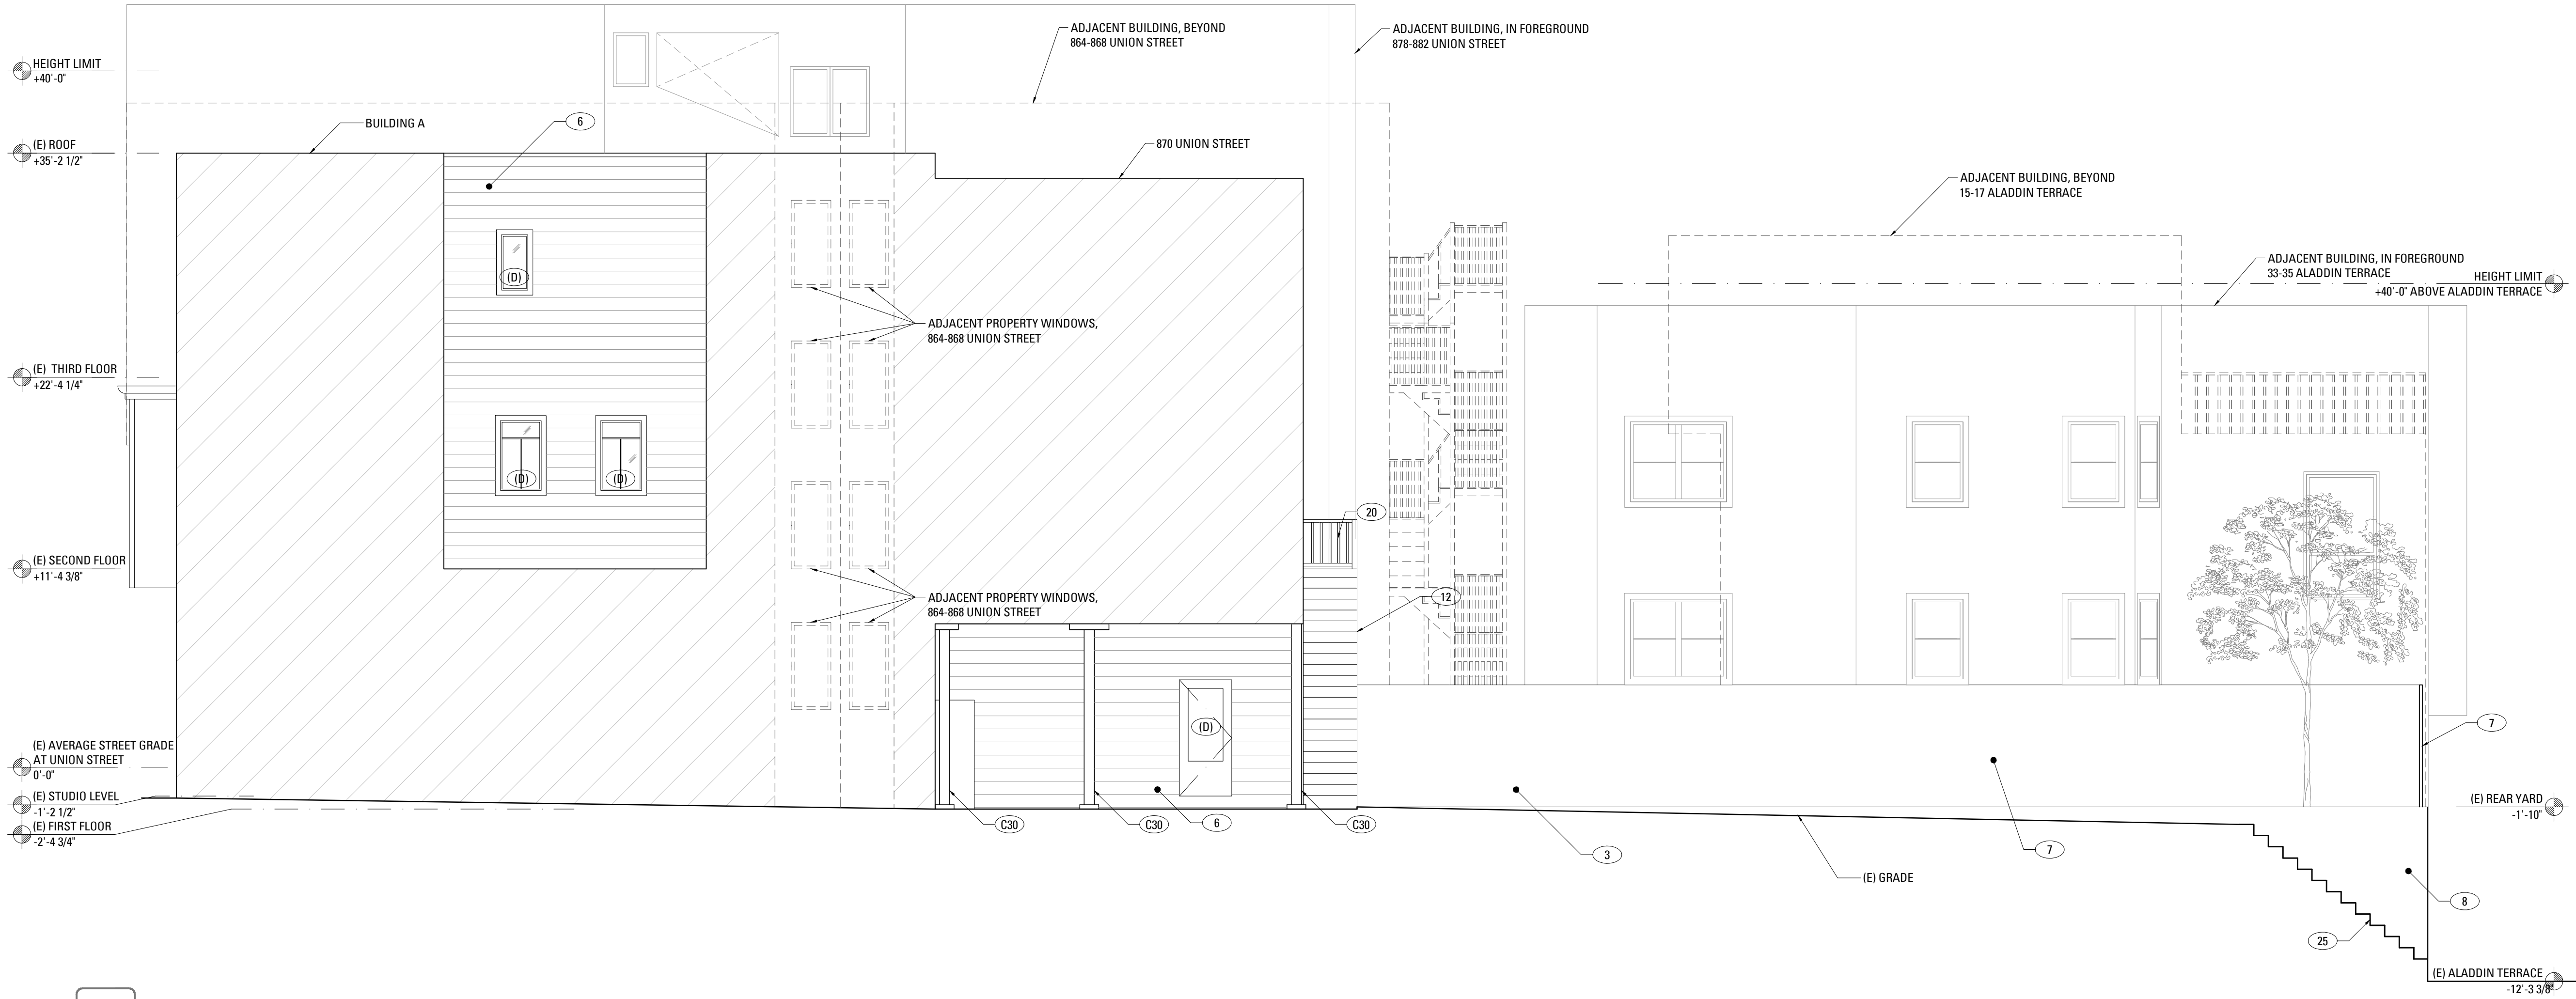 ADJACENT BUILDING, BEYOND
864-868 UNION STREET
ADJACENT BUILDING, IN FOREGROUND
878-882 UNION STREET
HEIGHT LIMIT
+40'-0"
BUILDING A
6
(E) ROOF
+35'-2 1/2"
870 UNION STREET
ADJACENT BUILDING, BEYOND
15-17 ALADDIN TERRACE
ADJACENT BUILDING, IN FOREGROUND
33-35 ALADDIN TERRACE
HEIGHT LIMIT
+40'-0" ABOVE ALADDIN TERRACE
(D)
ADJACENT PROPERTY WINDOWS,
864-868 UNION STREET
(E) THIRD FLOOR
+22'-4 1/4"
(D)
(D)
20
(E) SECOND FLOOR
+11'-4 3/8"
ADJACENT PROPERTY WINDOWS,
864-868 UNION STREET
12
(D)
7
(E) AVERAGE STREET GRADE
AT UNION STREET
0'-0"
(E) STUDIO LEVEL
-1'-2 1/2"
(E) FIRST FLOOR
-2'-4 3/4"
C30
C30
6
C30
3
7
(E) REAR YARD
-1'-10"
(E) GRADE
8
25
(E) ALADDIN TERRACE
-12'-3 3/8"